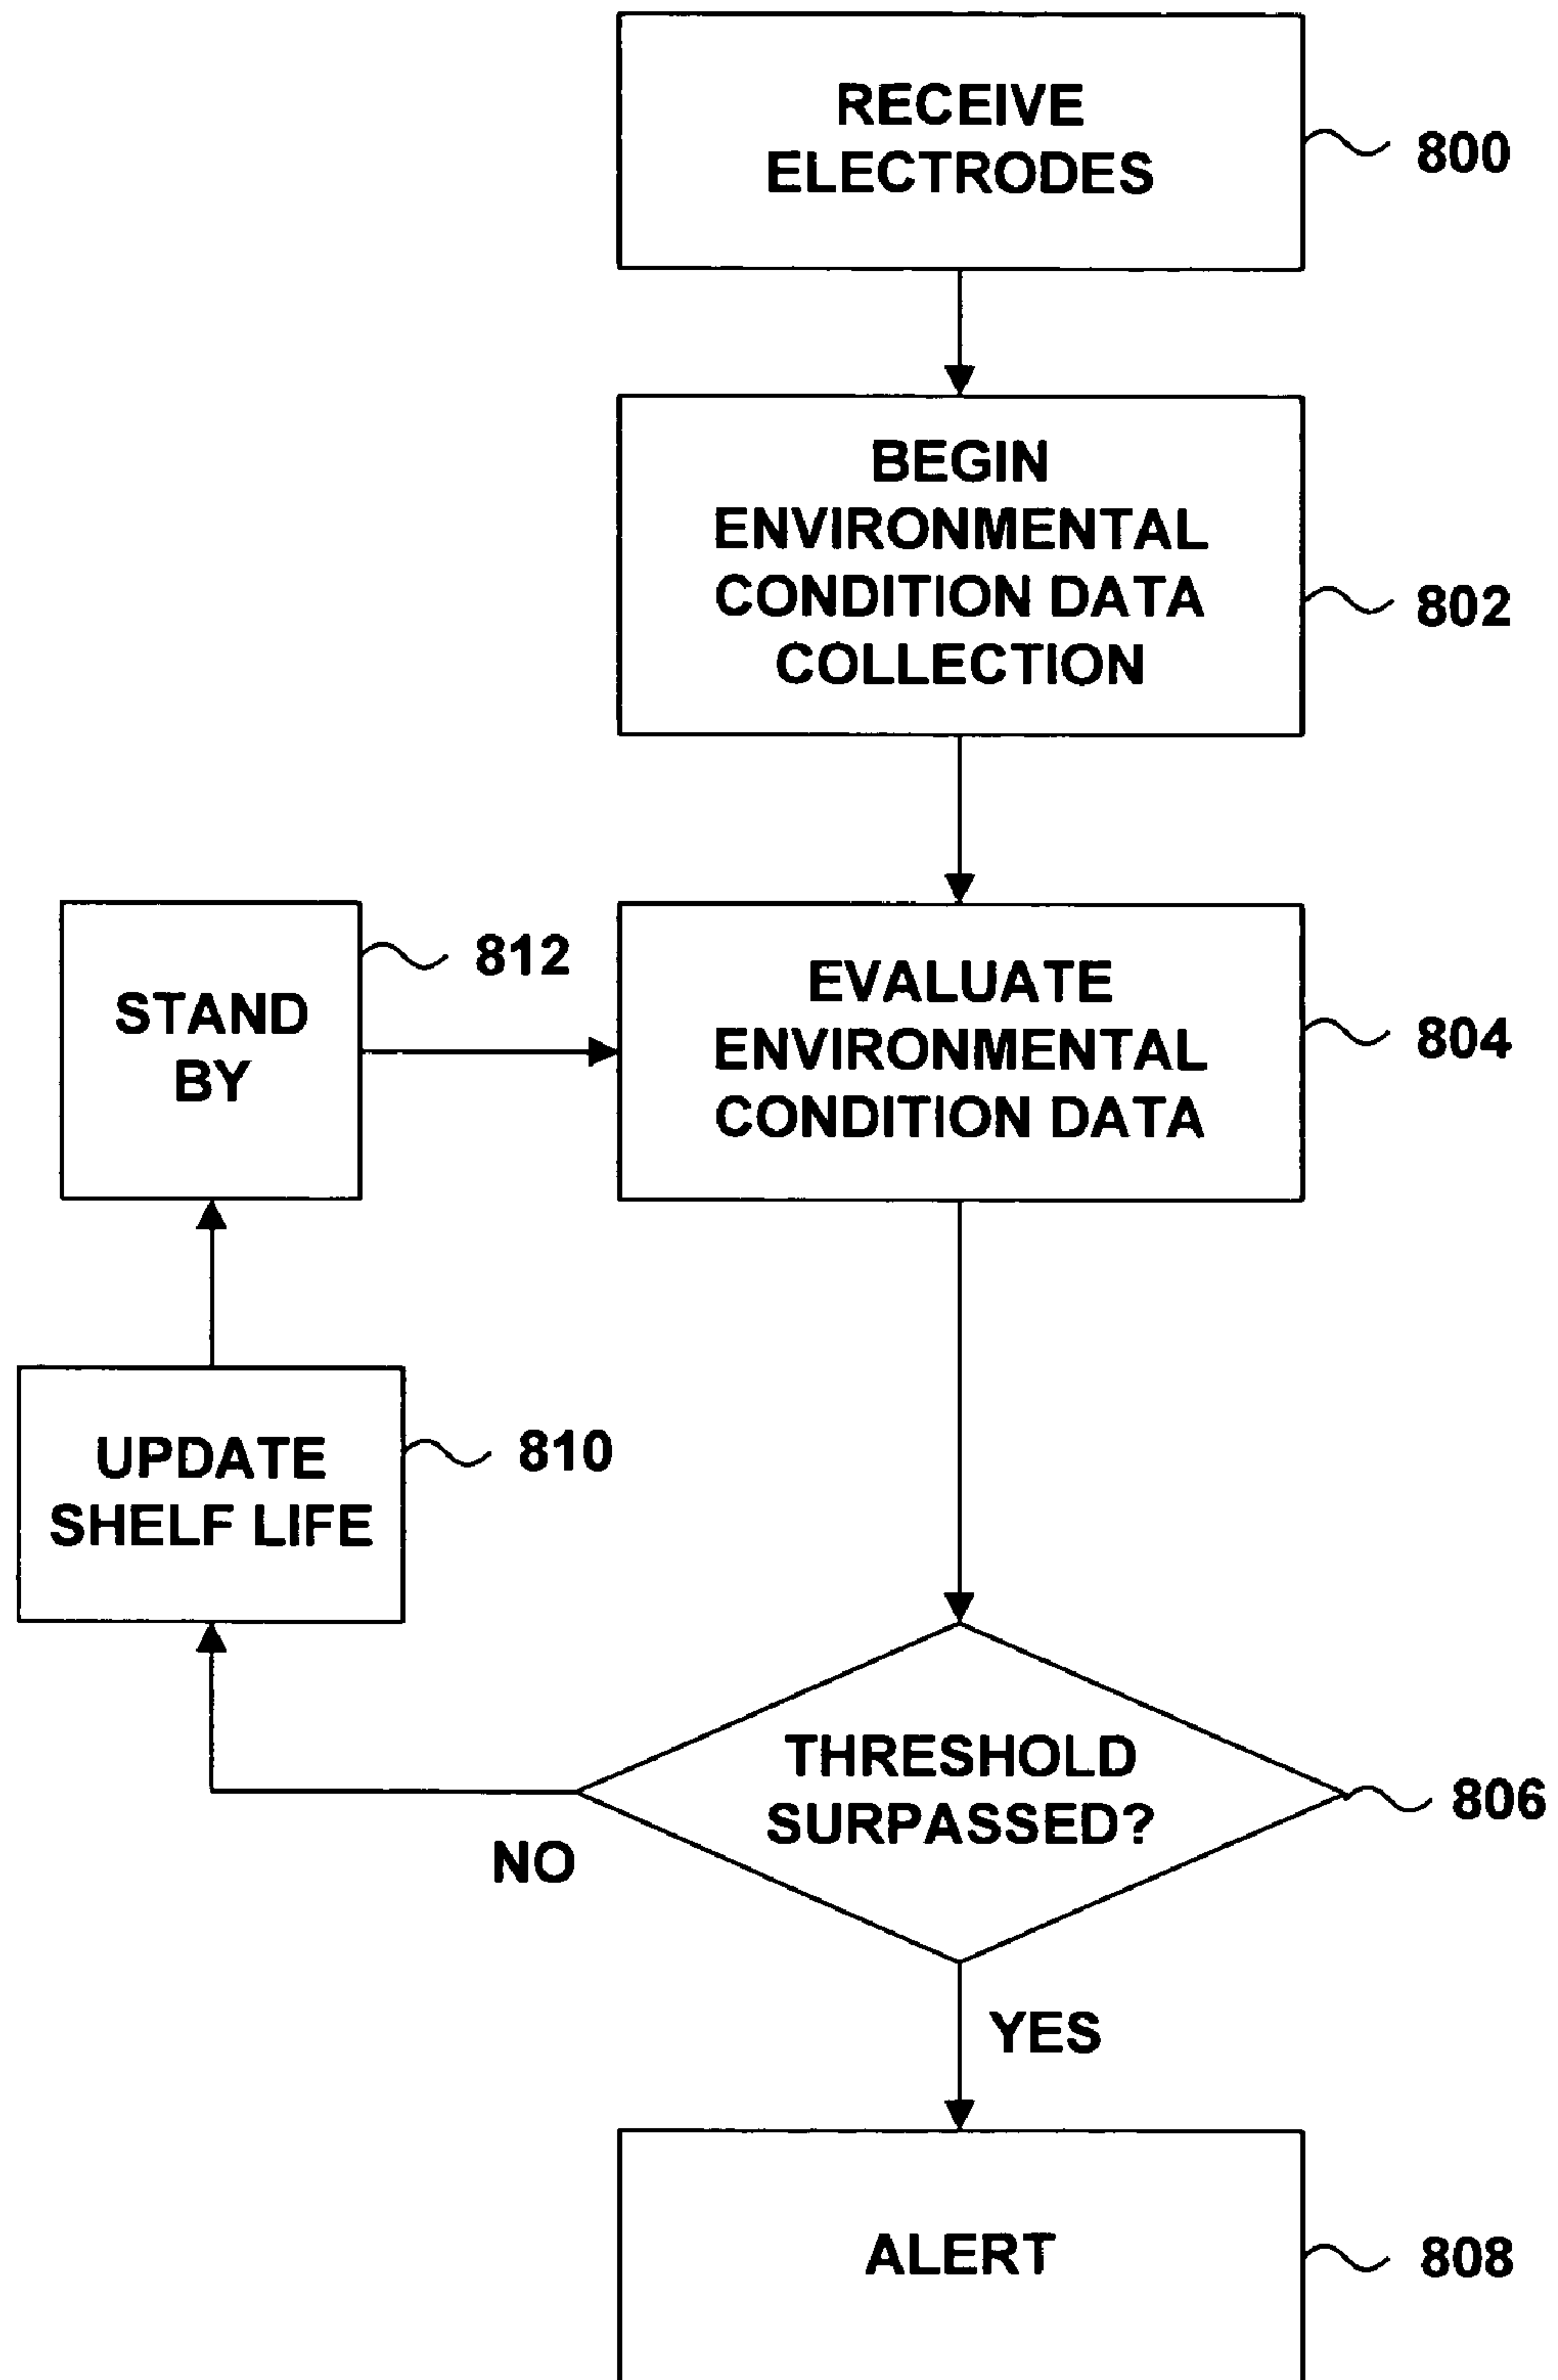 RECEIVE
ELECTRODES
800
BEGIN
ENVIRONMENTAL
CONDITION DATA
COLLECTION
802
STAND
BY
812
EVALUATE
ENVIRONMENTAL
CONDITION DATA
804
UPDATE
SHELF LIFE
810
THRESHOLD
SURPASSED?
806
NO
YES
ALERT
808